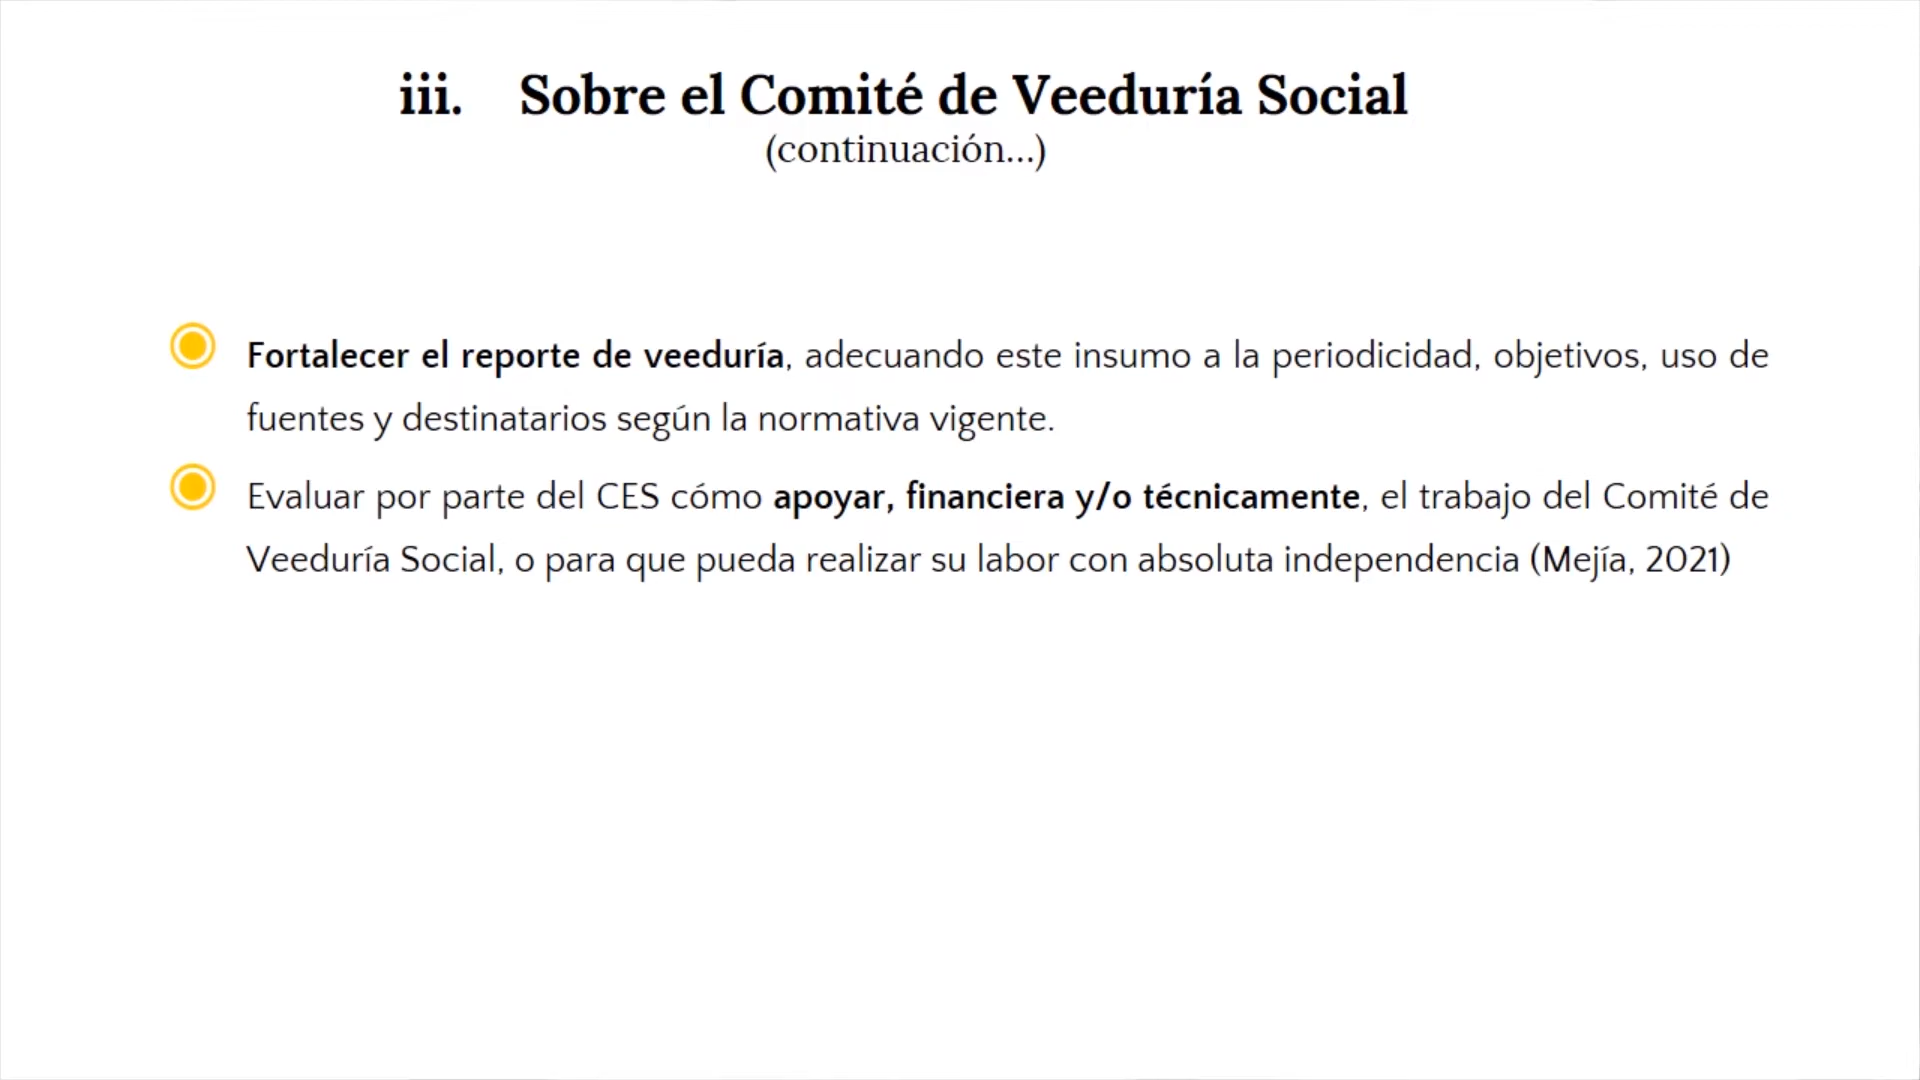 iii. Sobre el Comité de Veeduría Social
(continuación...)
Fortalecer el reporte de veeduría, adecuando este insumo a la periodicidad, objetivos, uso de
fuentes y destinatarios según la normativa vigente.
Evaluar por parte del CES cómo apoyar, financiera y/o técnicamente, el trabajo del Comité de
Veeduría Social, o para que pueda realizar su labor con absoluta independencia (Mejía, 2021)